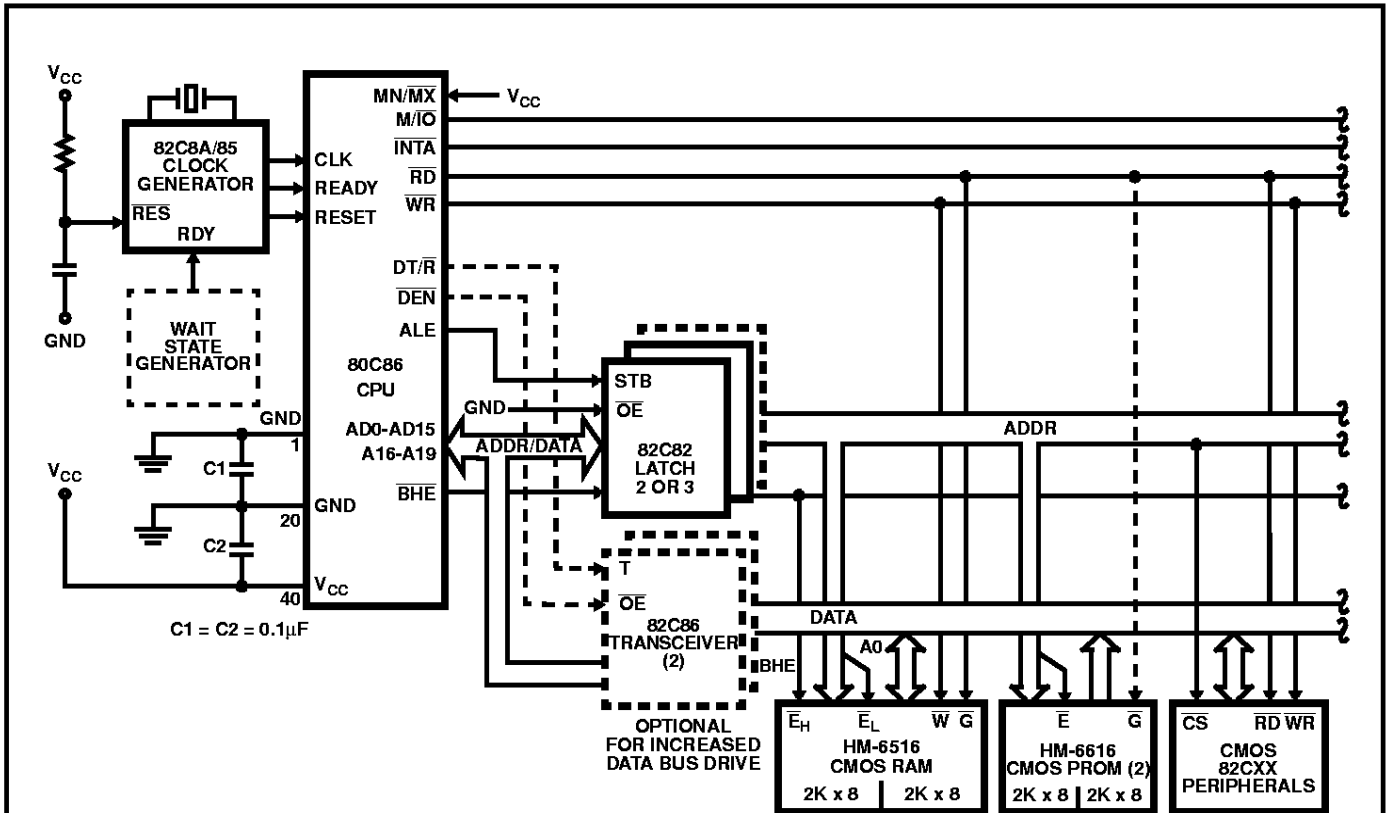 VCC
82C8A/85
CLOCK
GENERATOR
RES
RDY
GND
WAIT
STATE
GENERATOR
CLK
READY
RESET
MN/MX
VCC
M/IO
INTA
RD
WR
DT/R
DEN
ALE
80C86
CPU
AD0-AD15
A16-A19
BHE
GND
1
C1
VCC
GND
20
C2
VCC
40
C1 = C2 = 0.1μF
GND
ADDR/DATA
STB
OE
82C82
LATCH
2 OR 3
ADDR
T
OE
82C86
TRANSCEIVER
(2)
OPTIONAL
FOR INCREASED
DATA BUS DRIVE
DATA
BHE
A0
EH
EL
W
G
HM-6516
CMOS RAM
2K x 8
2K x 8
E
G
HM-6616
CMOS PROM (2)
2K x 8
2K x 8
CS
RD
WR
CMOS
82CXX
PERIPHERALS